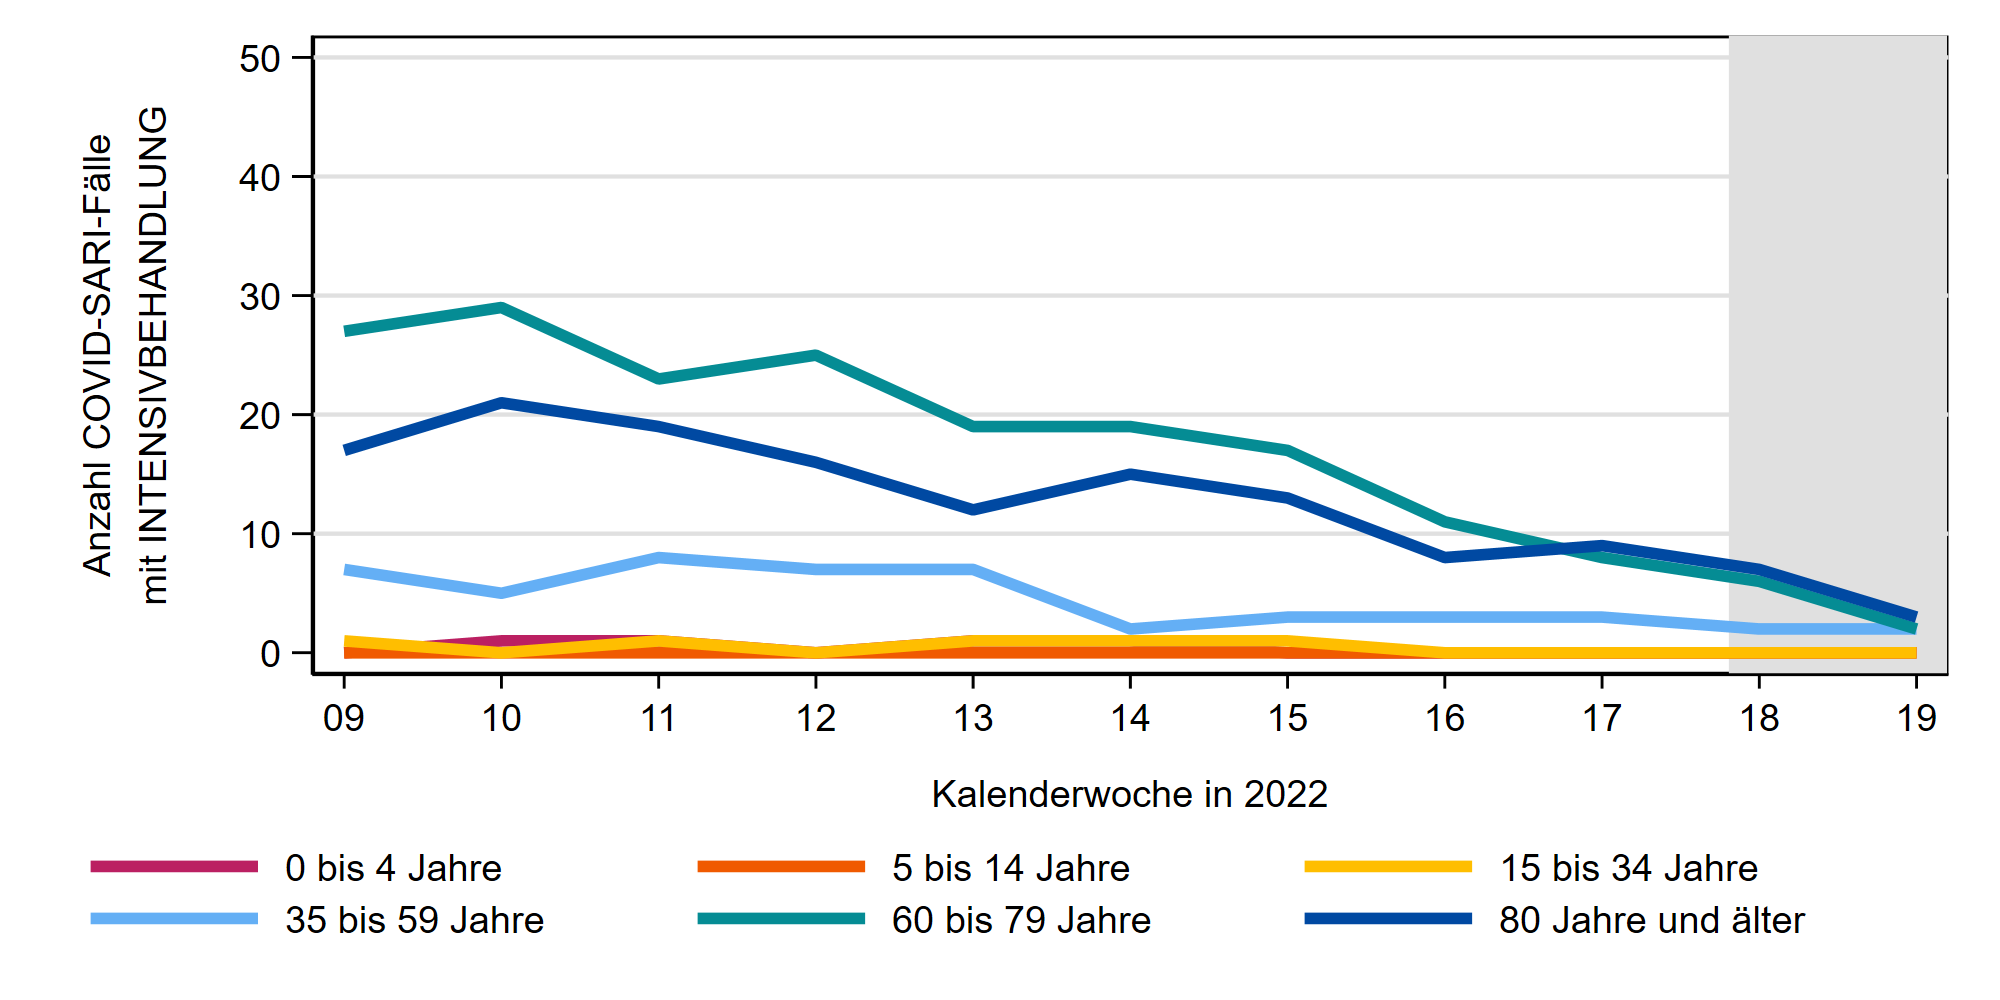 Anzahl COVID-SARI-Fälle
mit INTENSIVBEHANDLUNG
50
40
30
20
10
0
09 10 11 12 13 14 15 16 17 18 19
Kalenderwoche in 2022
0 bis 4 Jahre 5 bis 14 Jahre 15 bis 34 Jahre
35 bis 59 Jahre 60 bis 79 Jahre 80 Jahre und älter